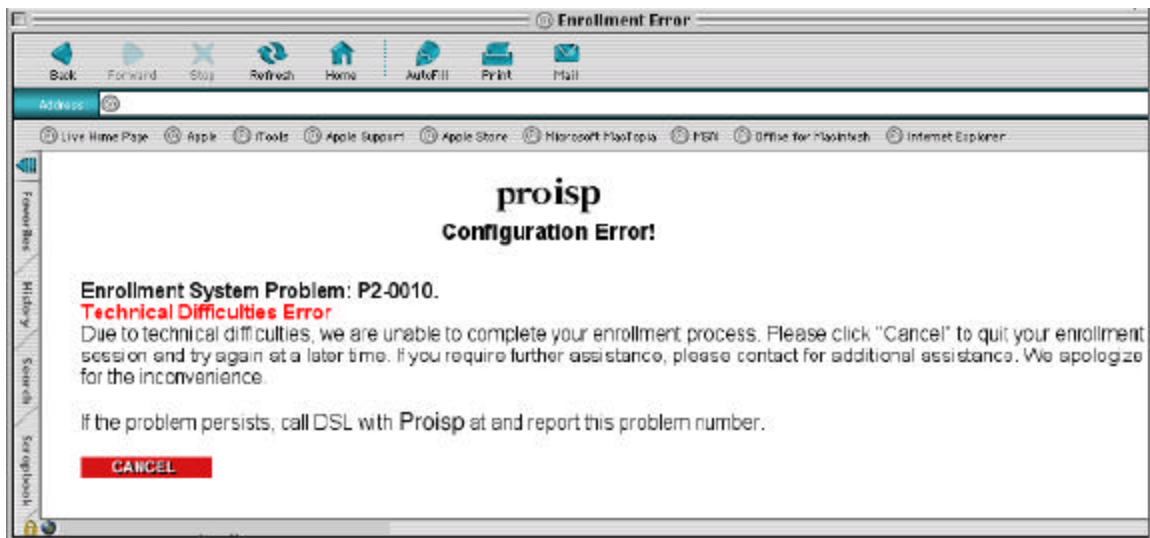 Enrollment Error
Back Forward Stop Refresh Home AutoFill Print Mail
Address:
Live Home Page Apple iTools Apple Support Apple Store Microsoft MacTopia MSN Office for Macintosh Internet Explorer
Favorites
History
Search
Scrapbook
proisp
Configuration Error!
Enrollment System Problem: P2-0010.
Technical Difficulties Error
Due to technical difficulties, we are unable to complete your enrollment process. Please click "Cancel" to quit your enrollment
session and try again at a later time. If you require further assistance, please contact for additional assistance. We apologize
for the inconvenience.
If the problem persists, call DSL with Proisp at and report this problem number.
CANCEL